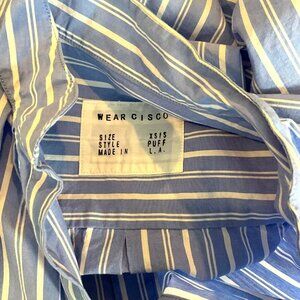 WEAR CISCO
SIZE XS/S
STYLE PUFF
MADE IN L.A.